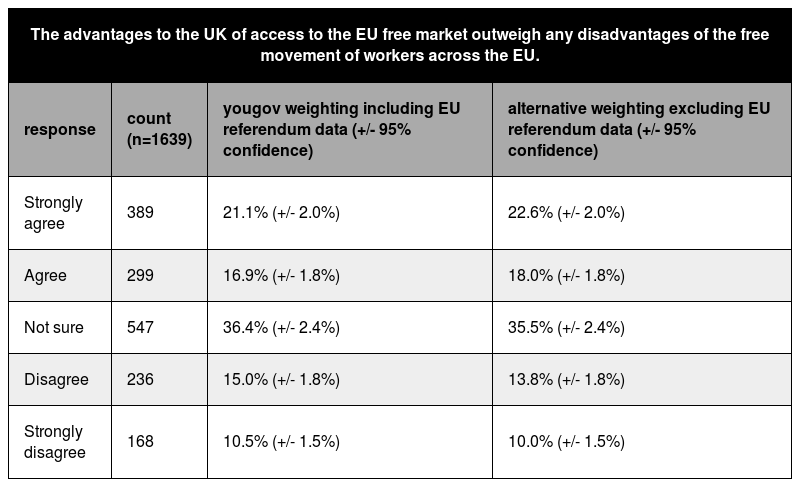 The advantages to the UK of access to the EU free market outweigh any disadvantages of the free
movement of workers across the EU.
response
count
(n=1639)
yougov weighting including EU
referendum data (+/- 95%
confidence)
alternative weighting excluding EU
referendum data (+/- 95%
confidence)
Strongly
agree
389
21.1% (+/- 2.0%)
22.6% (+/- 2.0%)
Agree
299
16.9% (+/- 1.8%)
18.0% (+/- 1.8%)
Not sure
547
36.4% (+/- 2.4%)
35.5% (+/- 2.4%)
Disagree
236
15.0% (+/- 1.8%)
13.8% (+/- 1.8%)
Strongly
disagree
168
10.5% (+/- 1.5%)
10.0% (+/- 1.5%)